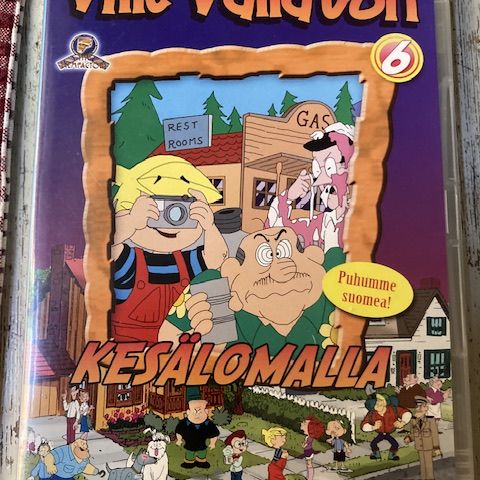 Ville Vallaton
6
REST
ROOMS
GAS
Puhumme
suomea!
KESÄLOMALLA